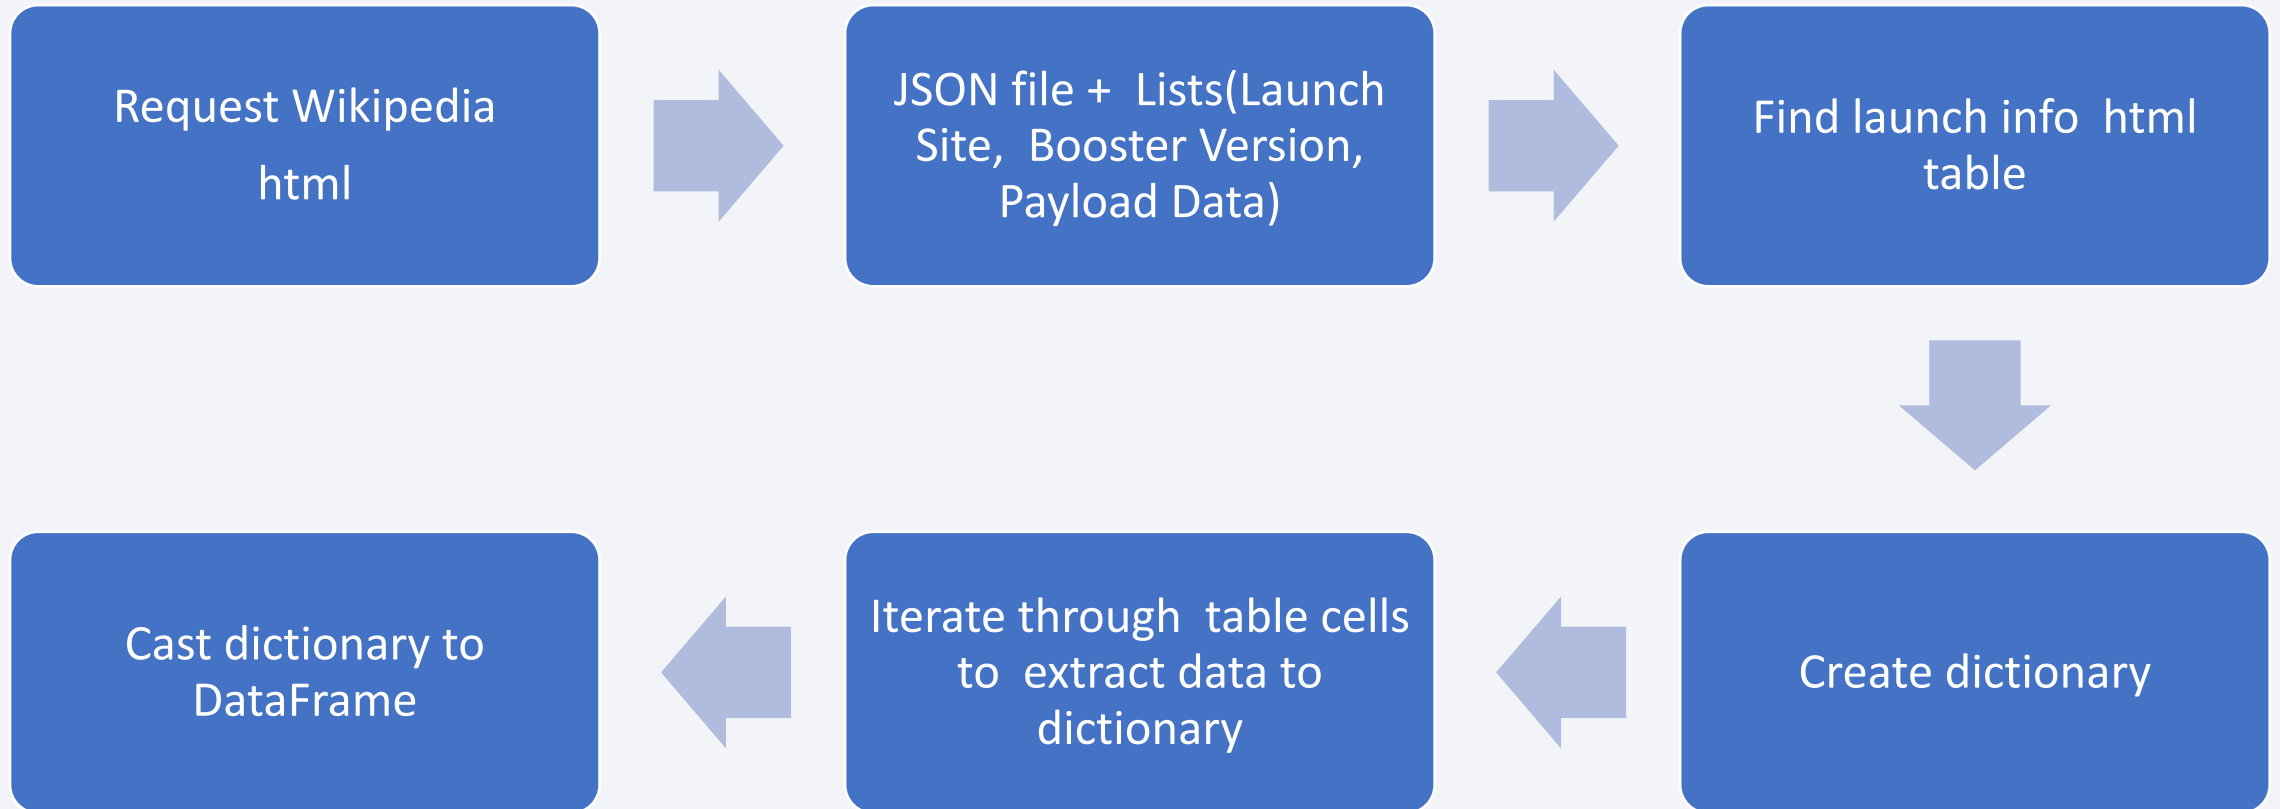 Request Wikipedia
html
JSON file +  Lists(Launch
Site,  Booster Version,
Payload Data)
Find launch info  html
table
Create dictionary
Iterate through  table cells
to  extract data to
dictionary
Cast dictionary to
DataFrame